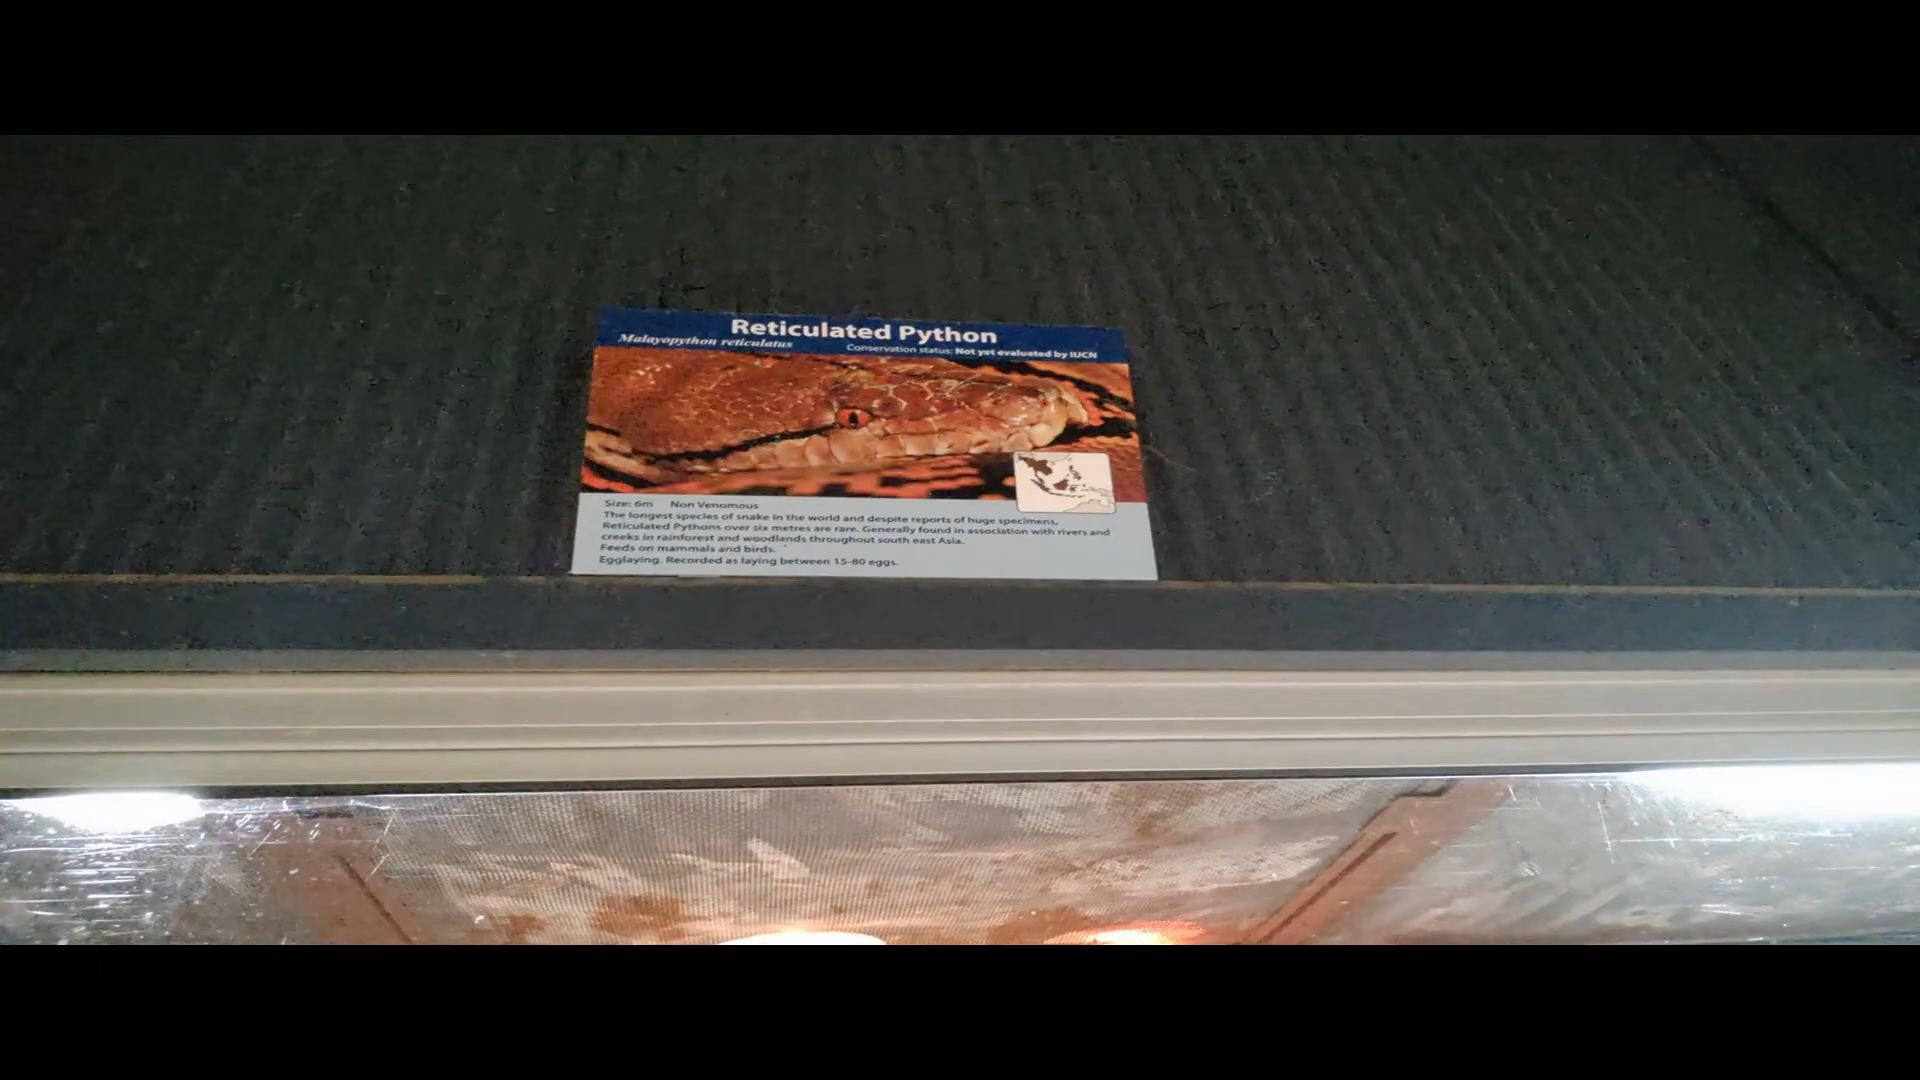 Reticulated Python
Malayopython reticulatus
Conservation status: Not yet evaluated by IUCN
Size: 6m Non Venomous
The longest species of snake in the world and despite reports of huge specimens,
Reticulated Pythons over six metres are rare. Generally found in association with rivers and
creeks in rainforest and woodlands throughout south east Asia.
Feeds on mammals and birds.
Egglaying. Recorded as laying between 15-80 eggs.